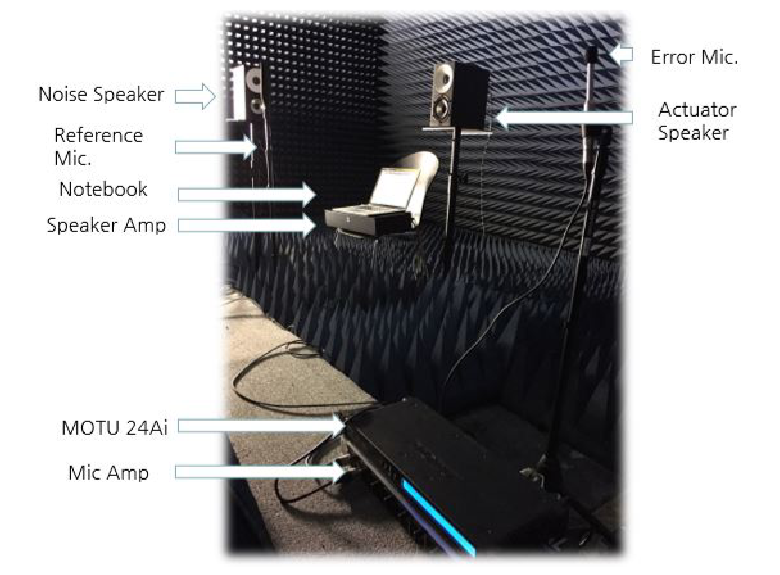 Error Mic.
Noise Speaker
Actuator
Speaker
Reference
Mic.
Notebook
Speaker Amp
MOTU 24Ai
Mic Amp